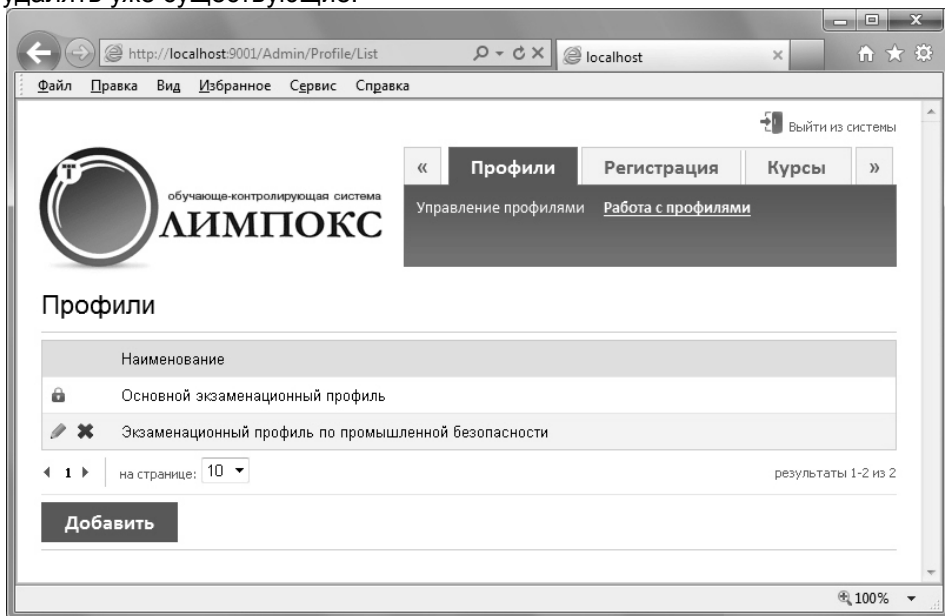 удалять уже существующие.
http://localhost:9001/Admin/Profile/List
localhost
Файл Правка Вид Избранное Сервис Справка
Выйти из системы
« Профили Регистрация Курсы »
Управление профилями Работа с профилями
Т
обучающе-контролирующая система
ЛИМПОКС
Профили
Наименование
Основной экзаменационный профиль
Экзаменационный профиль по промышленной безопасности
1 на странице: 10 результаты 1-2 из 2
Добавить
100%